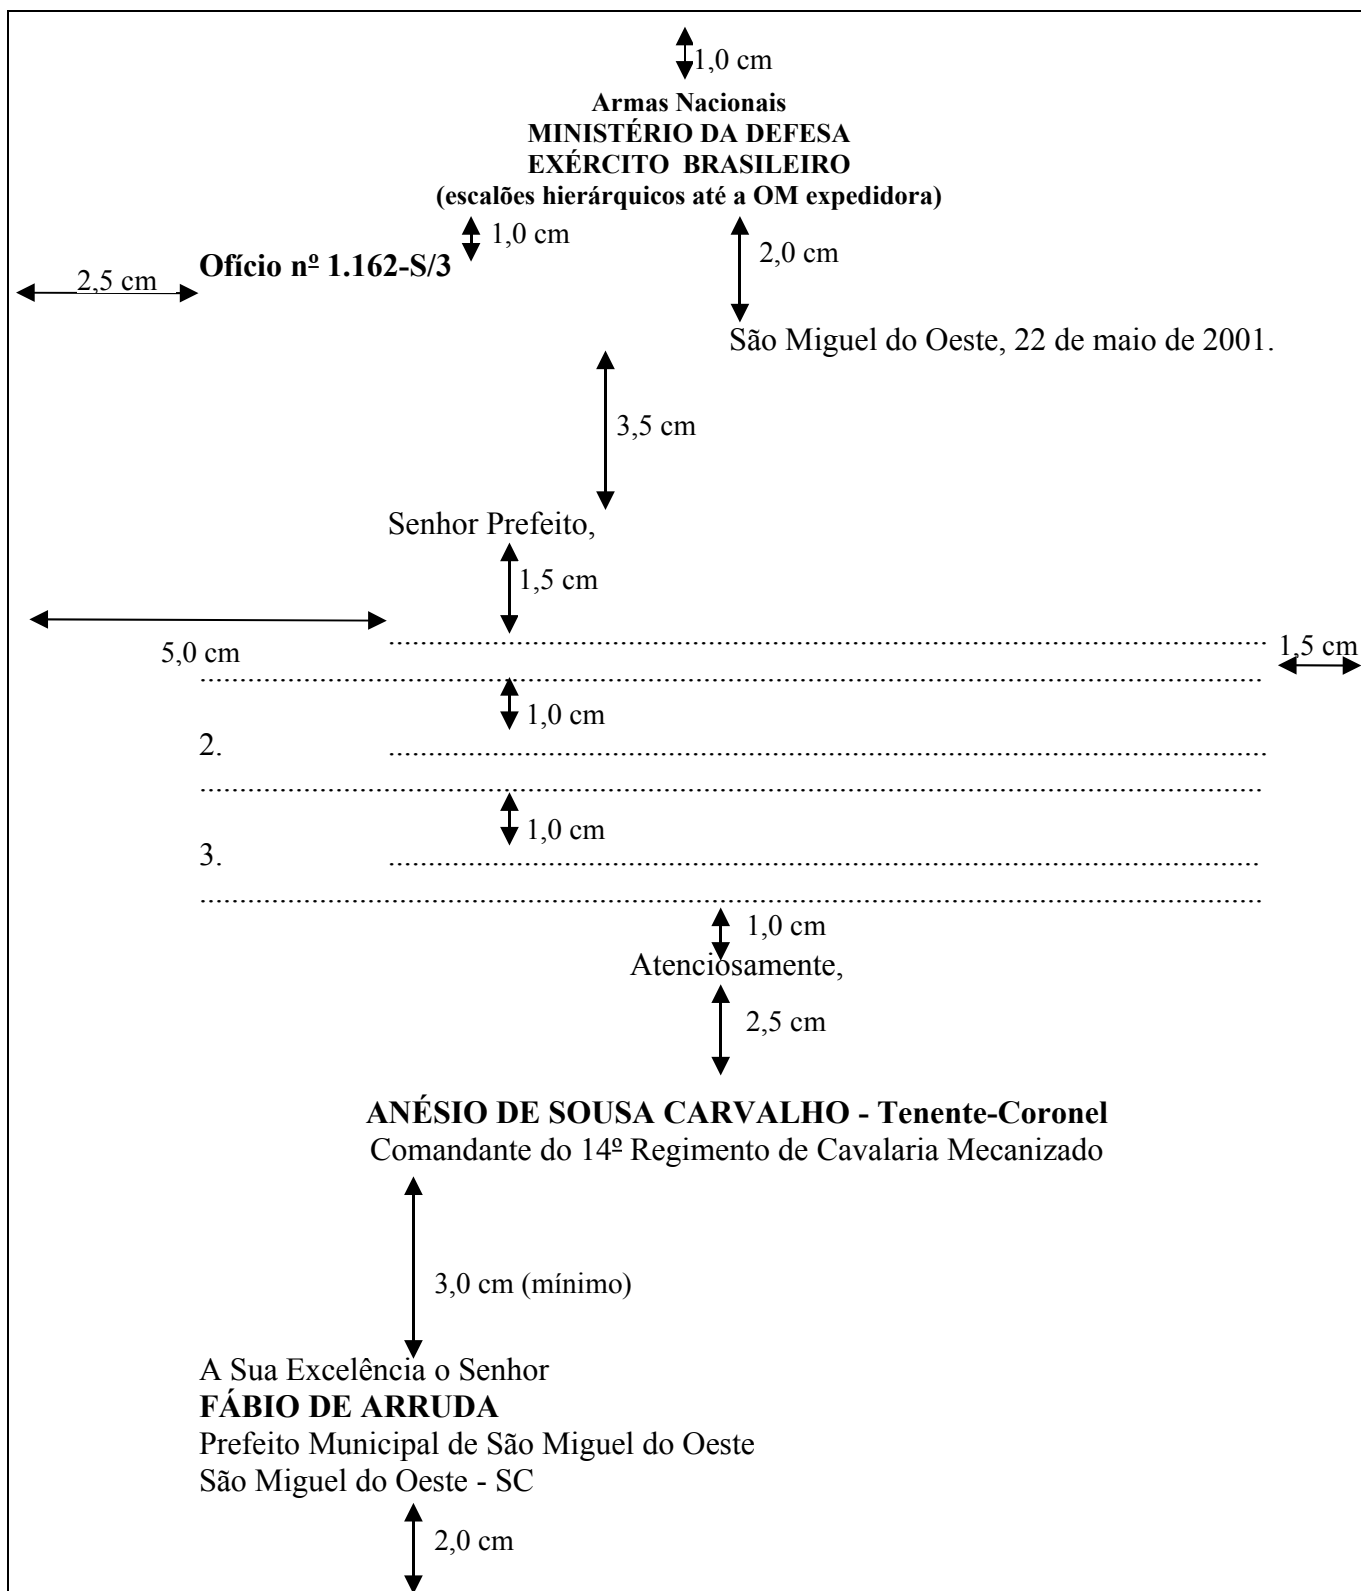 1,0 cm
Armas Nacionais
MINISTÉRIO DA DEFESA
EXÉRCITO BRASILEIRO
(escalões hierárquicos até a OM expedidora)
1,0 cm
2,0 cm
Ofício nº 1.162-S/3
2,5 cm
São Miguel do Oeste, 22 de maio de 2001.
3,5 cm
Senhor Prefeito,
1,5 cm
5,0 cm
1,5 cm
1,0 cm
2.
1,0 cm
3.
1,0 cm
Atenciosamente,
2,5 cm
ANÉSIO DE SOUSA CARVALHO - Tenente-Coronel
Comandante do 14º Regimento de Cavalaria Mecanizado
3,0 cm (mínimo)
A Sua Excelência o Senhor
FÁBIO DE ARRUDA
Prefeito Municipal de São Miguel do Oeste
São Miguel do Oeste - SC
2,0 cm